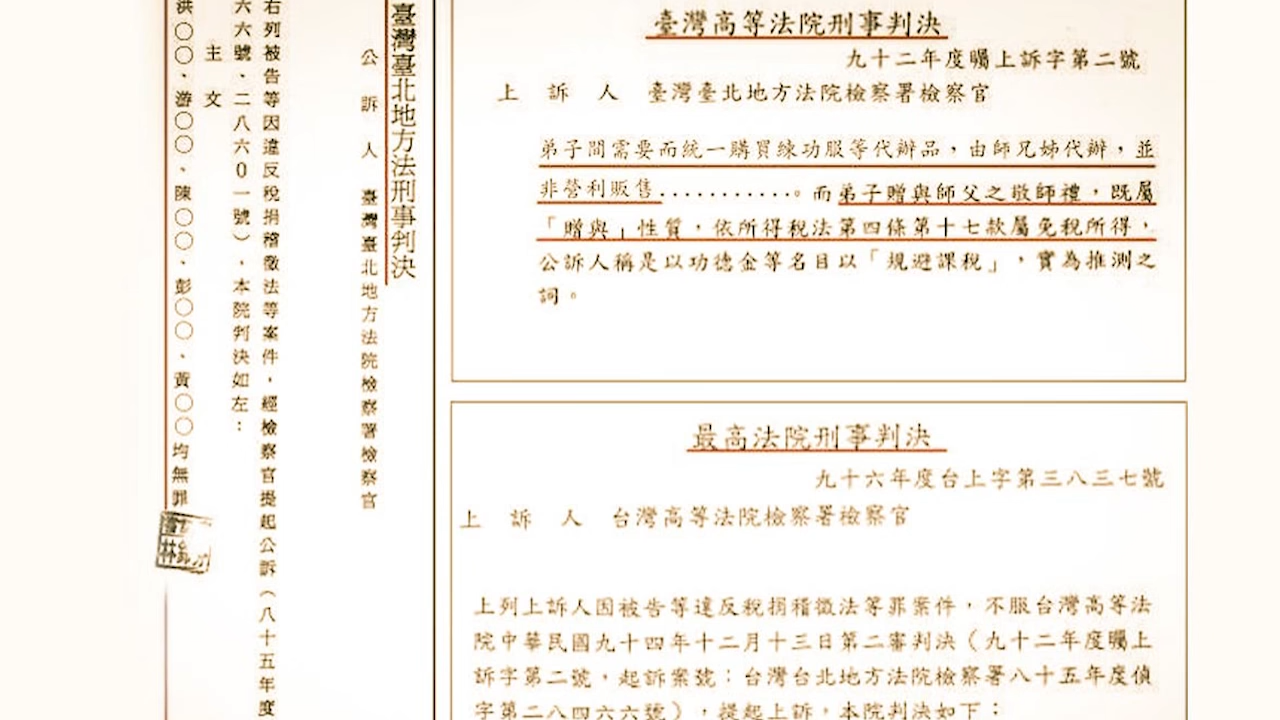 臺灣臺北地方法刑事判決
公訴人 臺灣臺北地方法院檢察署檢察官
右列被告等因違反稅捐稽徵法等案件，經檢察官提起公訴（八十五年度
六六號、二八六0一號），本院判決如左：
主文
洪〇〇、游〇〇、陳〇〇、彭〇〇、黃〇〇均無罪
臺灣高等法院刑事判決
九十二年度矚上訴字第二號
上訴人 臺灣臺北地方法院檢察署檢察官
弟子間需要而統一購買練功服等代辦品，由師兄姊代辦，並
非營利販售............。而弟子贈與師父之敬師禮，既屬
「贈與」性質，依所得稅法第四條第十七款屬免稅所得，
公訴人稱是以功德金等名目以「規避課稅」，實為推測之
詞。
最高法院刑事判決
九十六年度台上字第三八三七號
上訴人 台灣高等法院檢察署檢察官
上列上訴人因被告等違反稅捐稽徵法等罪案件，不服台灣高等法
院中華民國九十四年十二月十三日第二審判決（九十二年度矚上
訴字第二號，起訴案號：台灣台北地方法院檢察署八十五年度偵
字第二八四六六號），提起上訴，本院判決如下：